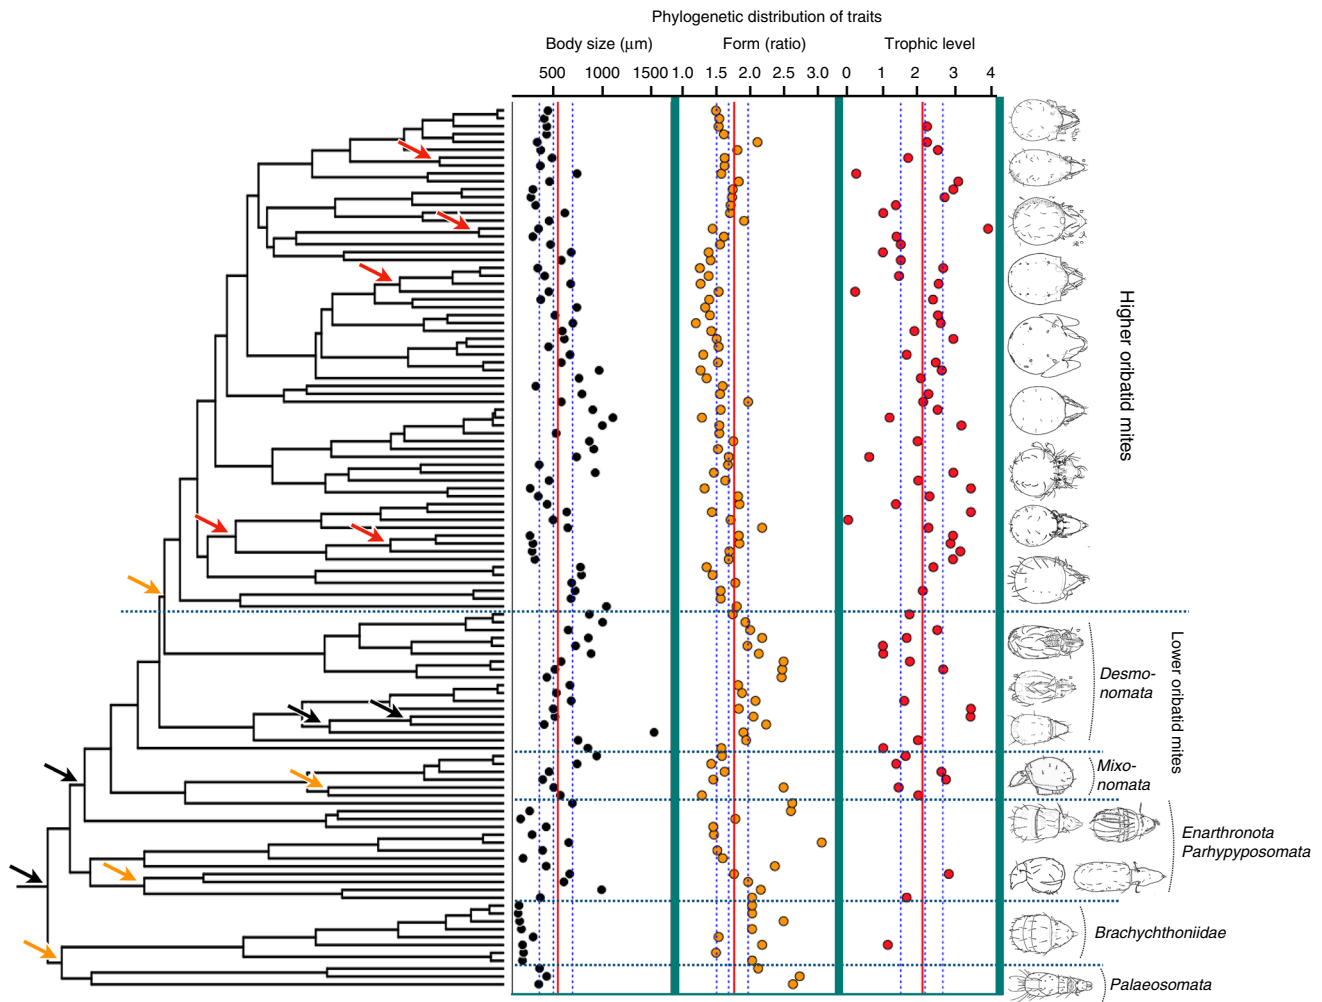 Phylogenetic distribution of traits
Body size (μm) Form (ratio) Trophic level
500 1000 1500 1.0 1.5 2.0 2.5 3.0 0 1 2 3 4
Higher oribatid mites
Lower oribatid mites
Desmo-
nomata
Mixo-
nomata
Enarthronota
Parhypyposomata
Brachychthoniidae
Palaeosomata